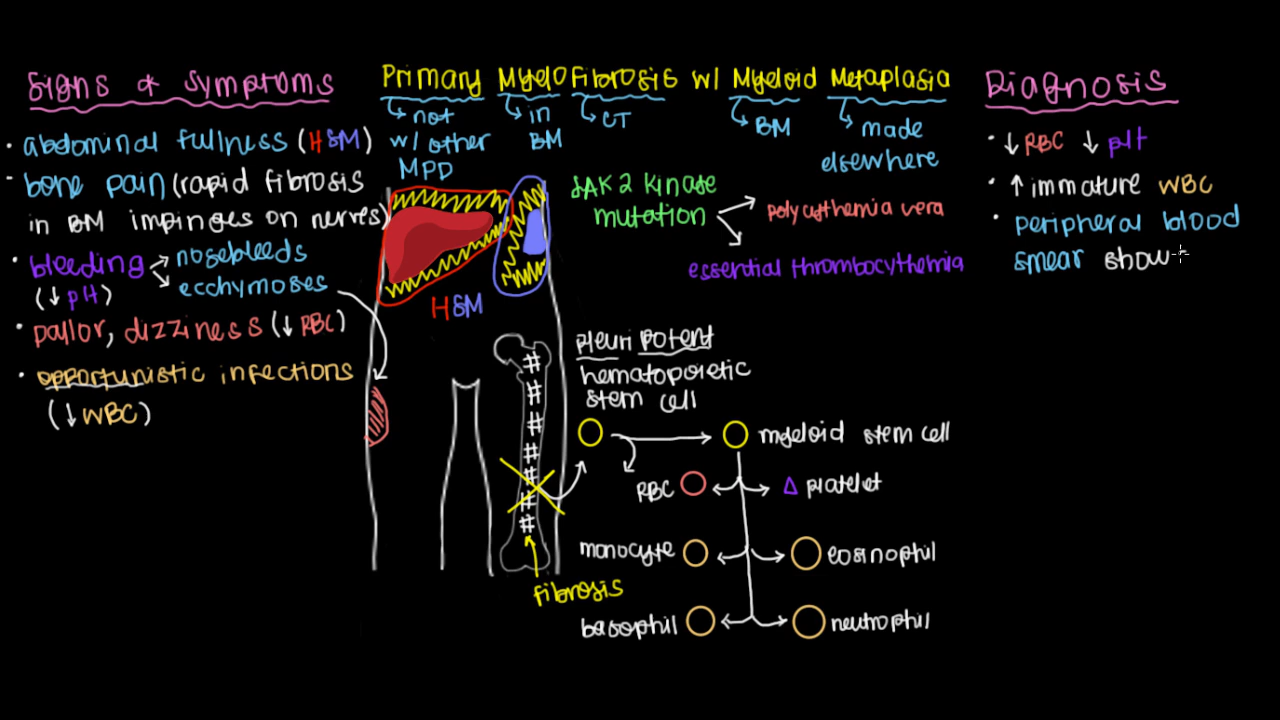 Signs & Symptoms
• abdominal fullness (HSM)
• bone pain (rapid fibrosis
in BM impinges on nerves)
• bleeding → nosebleeds
↘ ecchymoses
(↓ plt)
• pallor, dizziness (↓ RBC)
• opportunistic infections
(↓ WBC)
Primary MyeloFibrosis w/ Myeloid Metaplasia
↳ not
w/ other
MPD
↳ in
BM
↳ CT
↳ BM
↳ made
elsewhere
JAK 2 kinase
mutation
polycythemia vera
essential thrombocythemia
HSM
pleuripotent
hematopoietic
stem cell
myeloid stem cell
RBC
Δ platelet
monocyte
eosinophil
basophil
neutrophil
# # # # # # #
fibrosis
Diagnosis
• ↓ RBC ↓ plt
• ↑ immature WBC
• peripheral blood
smear show